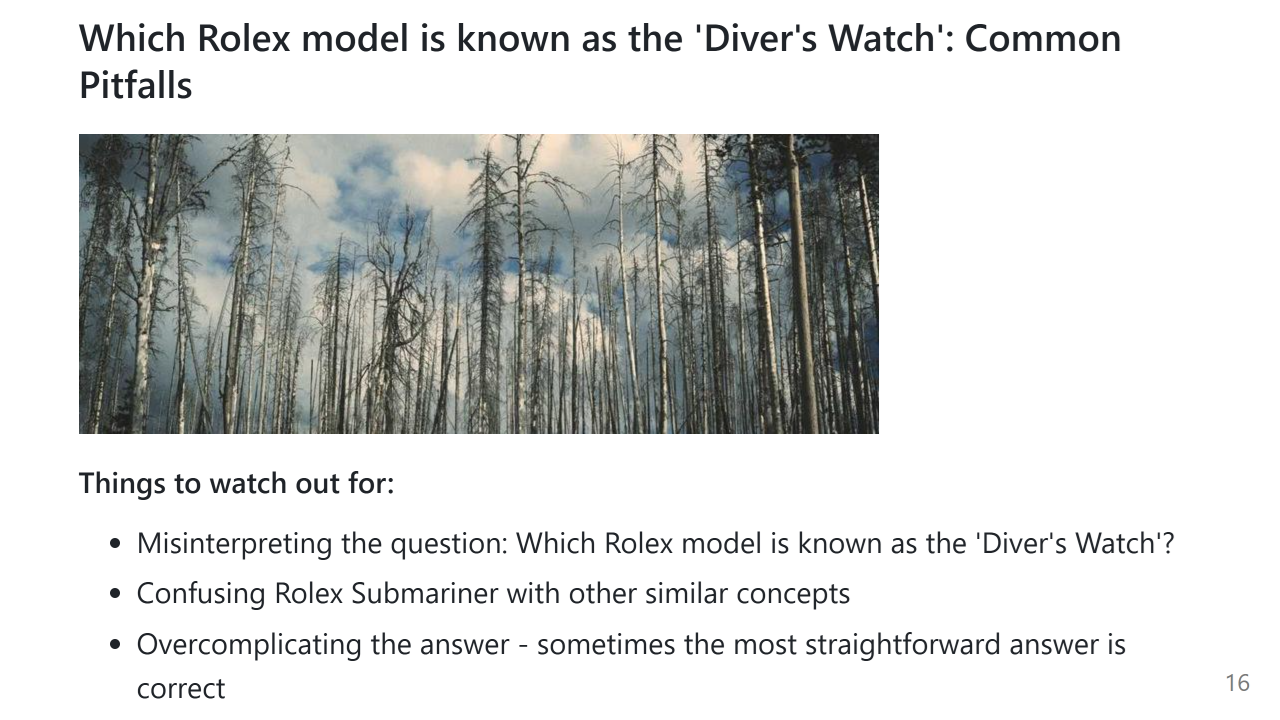 Which Rolex model is known as the 'Diver's Watch': Common
Pitfalls
Things to watch out for:
• Misinterpreting the question: Which Rolex model is known as the 'Diver's Watch'?
• Confusing Rolex Submariner with other similar concepts
• Overcomplicating the answer - sometimes the most straightforward answer is
correct
16